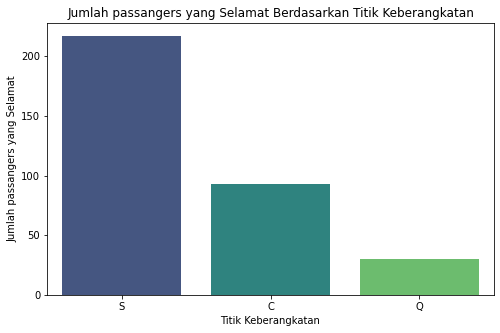 Jumlah passangers yang Selamat Berdasarkan Titik Keberangkatan
Jumlah passangers yang Selamat
200
150
100
50
0
S C Q
Titik Keberangkatan